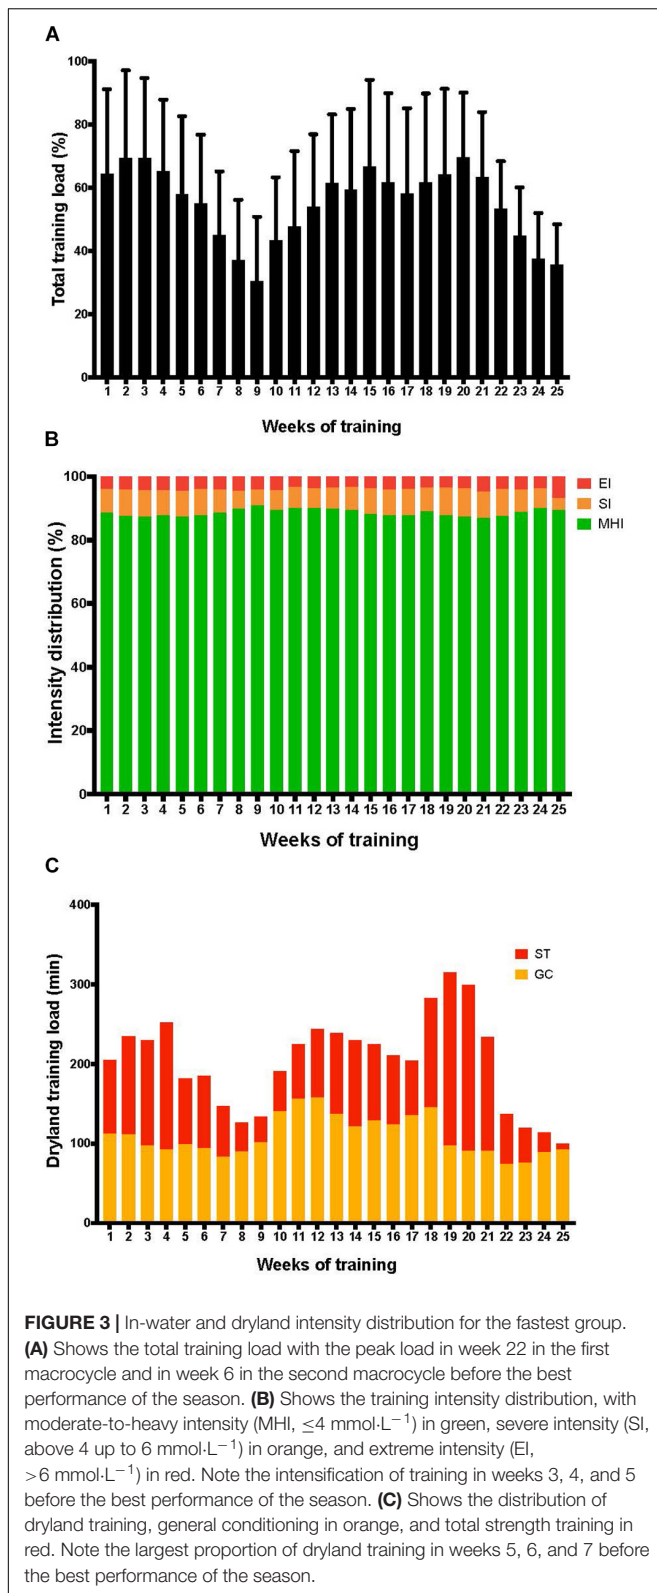 A
Total training load (%)
100
80
60
40
20
0
1 2 3 4 5 6 7 8 9 10 11 12 13 14 15 16 17 18 19 20 21 22 23 24 25
Weeks of training
B
Intensity distribution (%)
100
80
60
40
20
0
EI
SI
MHI
1 2 3 4 5 6 7 8 9 10 11 12 13 14 15 16 17 18 19 20 21 22 23 24 25
Weeks of training
C
Dryland training load (min)
400
300
200
100
0
ST
GC
1 2 3 4 5 6 7 8 9 10 11 12 13 14 15 16 17 18 19 20 21 22 23 24 25
Weeks of training
FIGURE 3 | In-water and dryland intensity distribution for the fastest group.
(A) Shows the total training load with the peak load in week 22 in the first
macrocycle and in week 6 in the second macrocycle before the best
performance of the season. (B) Shows the training intensity distribution, with
moderate-to-heavy intensity (MHI, ≤4 mmol·L⁻¹) in green, severe intensity (SI,
above 4 up to 6 mmol·L⁻¹) in orange, and extreme intensity (EI,
>6 mmol·L⁻¹) in red. Note the intensification of training in weeks 3, 4, and 5
before the best performance of the season. (C) Shows the distribution of
dryland training, general conditioning in orange, and total strength training in
red. Note the largest proportion of dryland training in weeks 5, 6, and 7 before
the best performance of the season.